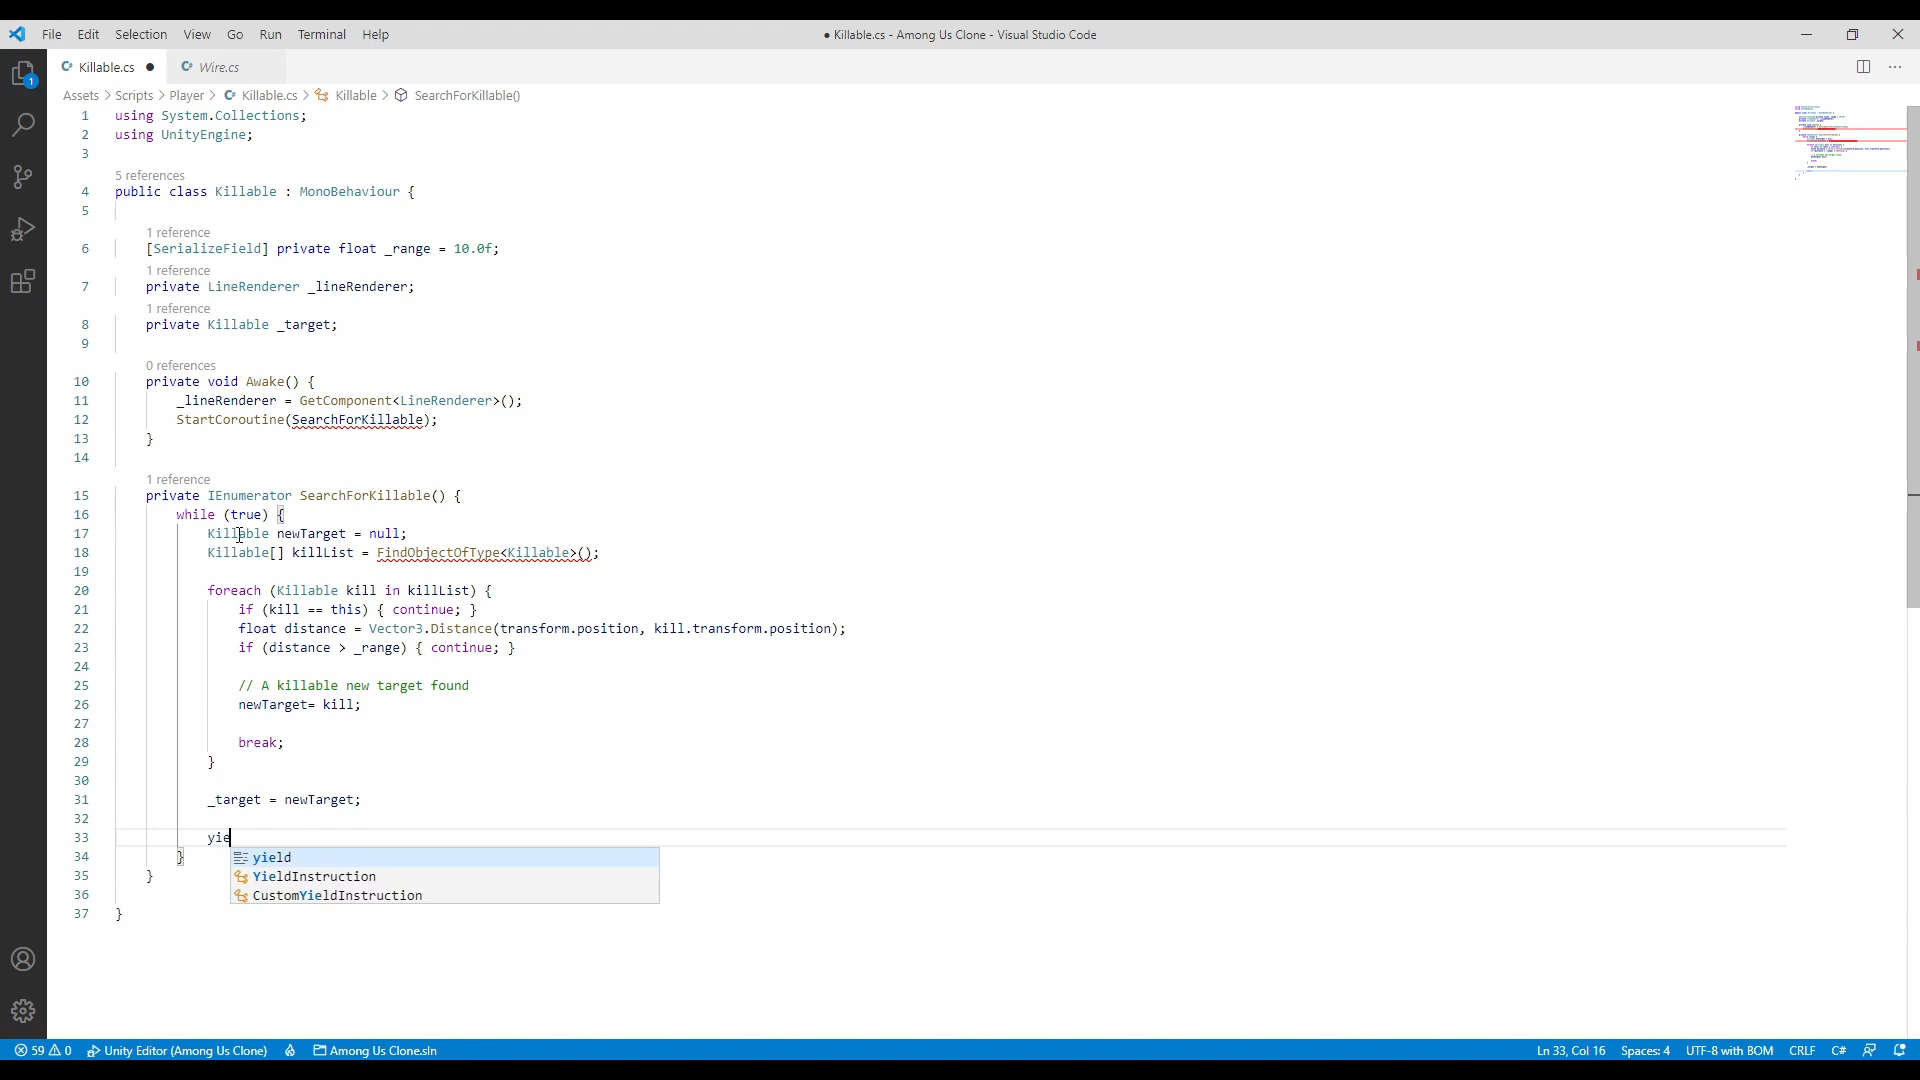 File Edit Selection View Go Run Terminal Help
● Killable.cs - Among Us Clone - Visual Studio Code
Killable.cs ● Wire.cs
Assets > Scripts > Player > Killable.cs > Killable > SearchForKillable()
1 using System.Collections;
2 using UnityEngine;
3
5 references
4 public class Killable : MonoBehaviour {
5
1 reference
6 [SerializeField] private float _range = 10.0f;
1 reference
7 private LineRenderer _lineRenderer;
1 reference
8 private Killable _target;
9
0 references
10 private void Awake() {
11 _lineRenderer = GetComponent<LineRenderer>();
12 StartCoroutine(SearchForKillable);
13 }
14
1 reference
15 private IEnumerator SearchForKillable() {
16 while (true) {
17 Killable newTarget = null;
18 Killable[] killList = FindObjectOfType<Killable>();
19
20 foreach (Killable kill in killList) {
21 if (kill == this) { continue; }
22 float distance = Vector3.Distance(transform.position, kill.transform.position);
23 if (distance > _range) { continue; }
24
25 // A killable new target found
26 newTarget= kill;
27
28 break;
29 }
30
31 _target = newTarget;
32
33 yie
34 }
yield
35 }
YieldInstruction
36
CustomYieldInstruction
37 }
1
59 0 Unity Editor (Among Us Clone) Among Us Clone.sln Ln 33, Col 16 Spaces: 4 UTF-8 with BOM CRLF C#